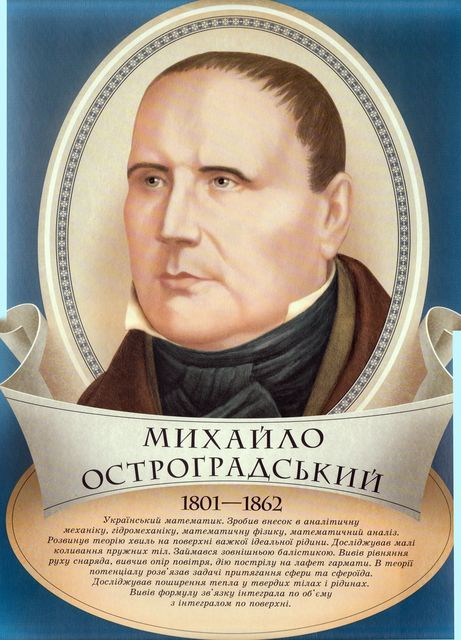 МИХАЙЛО
ОСТРОГРАДСЬКИЙ
1801—1862
Український математик. Зробив внесок в аналітичну
механіку, гідромеханіку, математичну фізику, математичний аналіз.
Розвинув теорію хвиль на поверхні важкої ідеальної рідини. Досліджував малі
коливання пружних тіл. Займався зовнішньою балістикою. Вивів рівняння
руху снаряда, вивчив опір повітря, дію пострілу на лафет гармати. В теорії
потенціалу розв'язав задачі притягання сфери та сфероїда.
Досліджував поширення тепла у твердих тілах і рідинах.
Вивів формулу зв'язку інтеграла по об'єму
з інтегралом по поверхні.